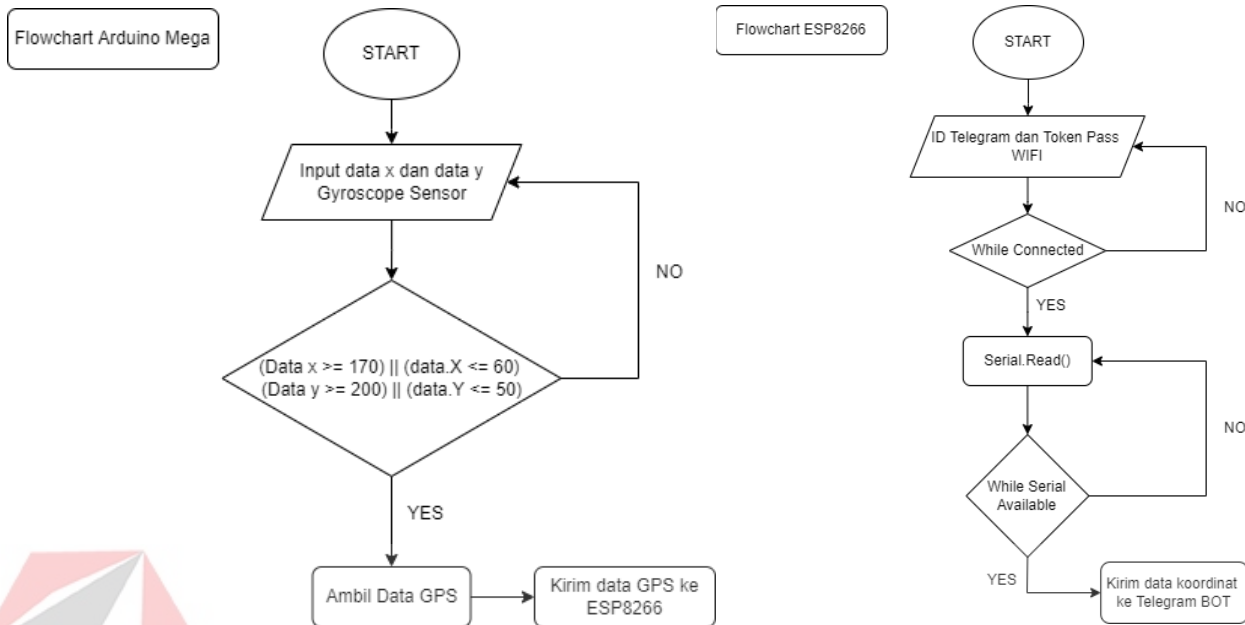 Flowchart Arduino Mega
START
Input data x dan data y
Gyroscope Sensor
NO
(Data x >= 170) || (data.X <= 60)
(Data y >= 200) || (data.Y <= 50)
YES
Ambil Data GPS
Kirim data GPS ke
ESP8266
Flowchart ESP8266
START
ID Telegram dan Token Pass
WIFI
NO
While Connected
YES
Serial.Read()
NO
While Serial
Available
YES
Kirim data koordinat
ke Telegram BOT